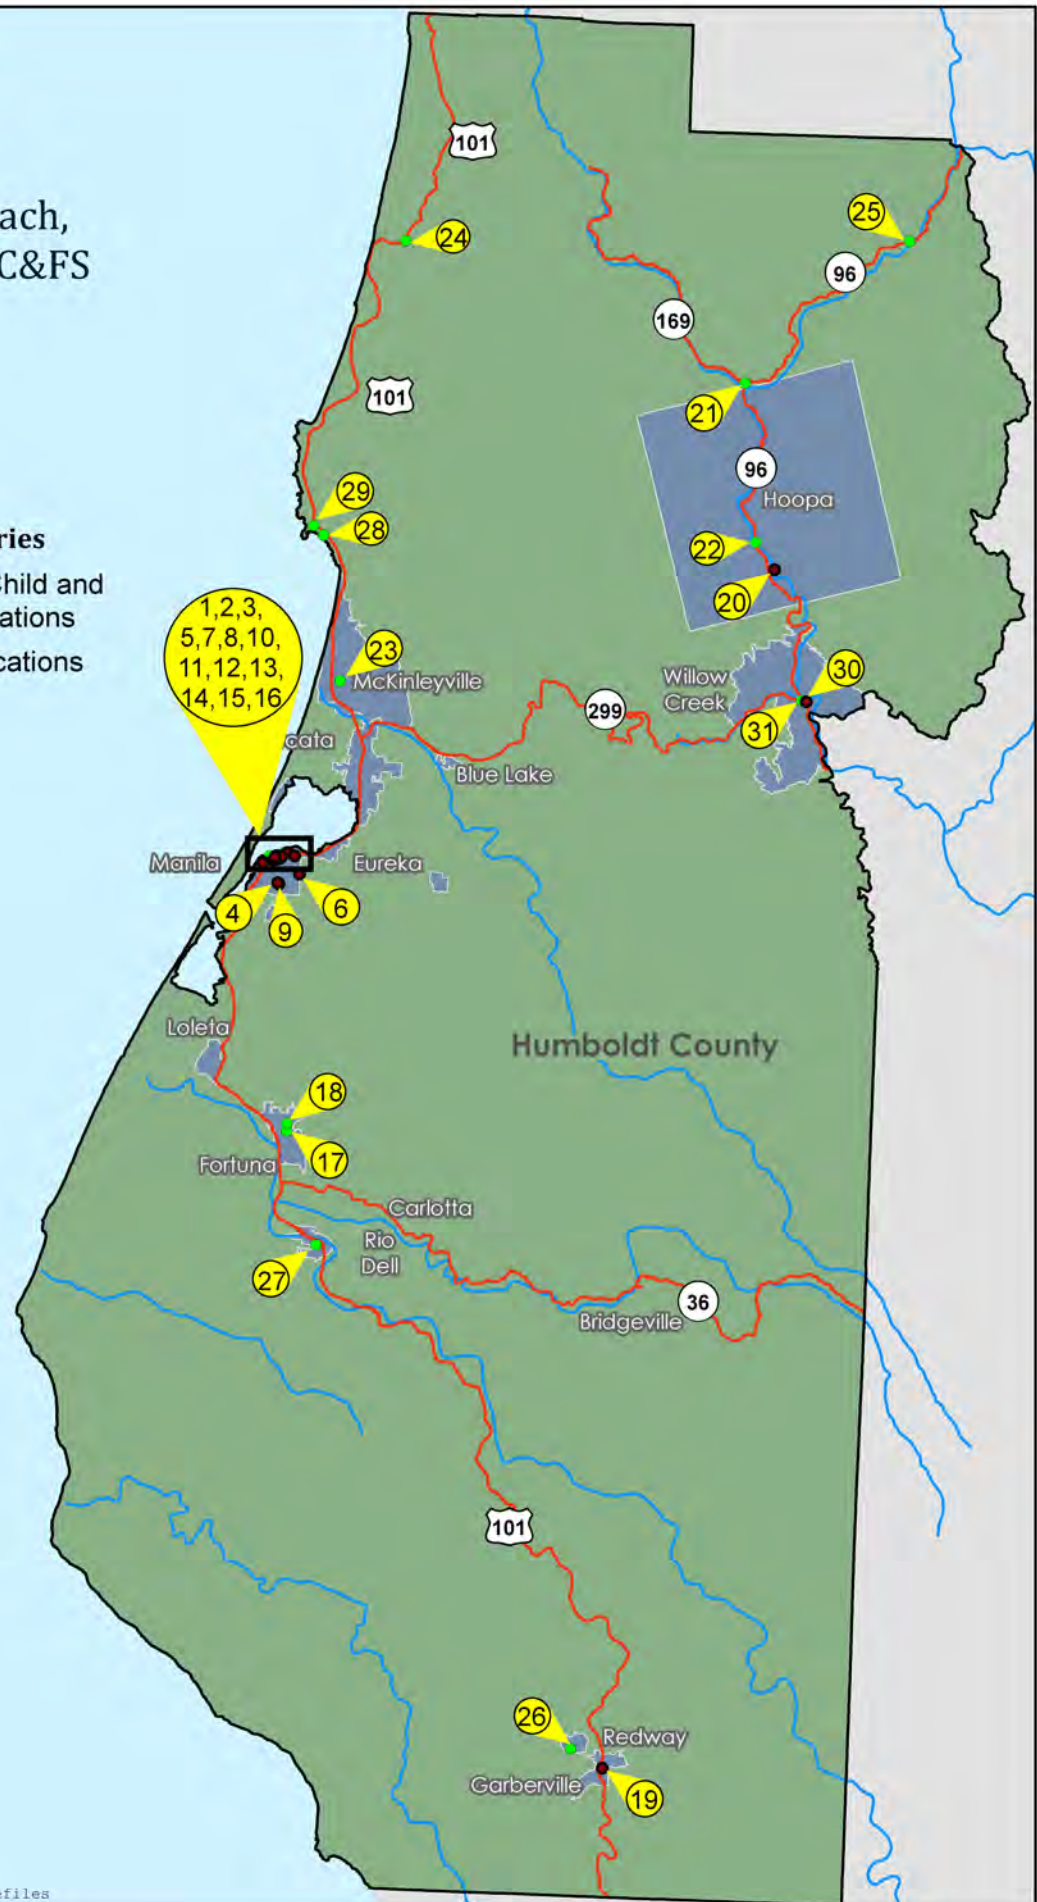 101
ach,
C&FS
24
25
96
169
101
21
96
Hoopa
29
28
ries
22
hild and
ations
20
cations
1,2,3,
5,7,8,10,
11,12,13,
14,15,16
23
McKinleyville
Willow
Creek
30
299
31
cata
Blue Lake
Manila
Eureka
4
9
6
Loleta
Humboldt County
18
17
Fortuna
Carlotta
Rio
Dell
27
36
Bridgeville
101
26
Redway
Garberville
19
efiles